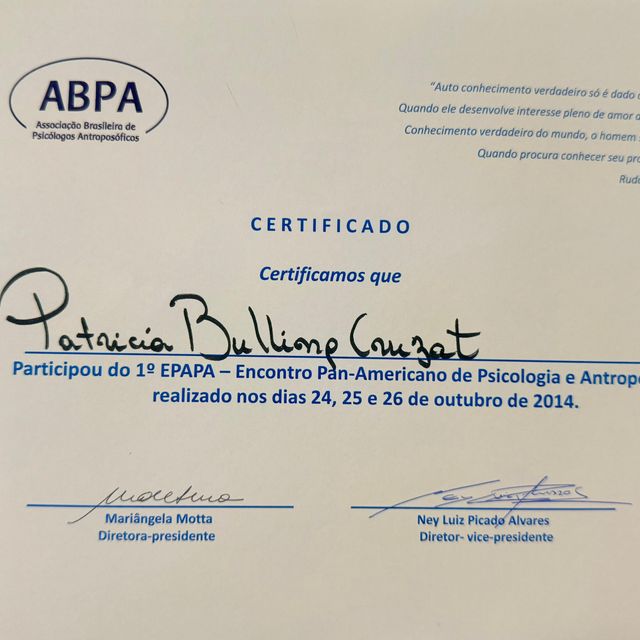 ABPA
Associação Brasileira de
Psicólogos Antroposóficos
"Auto conhecimento verdadeiro só é dado
Quando ele desenvolve interesse pleno de amor
Conhecimento verdadeiro do mundo, o homem
Quando procura conhecer seu
CERTIFICADO
Certificamos que
Patricia Bulling Cruzat
Participou do 1º EPAPA – Encontro Pan-Americano de Psicologia e
realizado nos dias 24, 25 e 26 de outubro de 2014.
Mariângela Motta
Diretora-presidente
Ney Luiz Picado Alvares
Diretor- vice-presidente